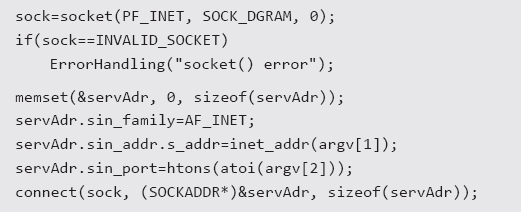 sock=socket(PF_INET, SOCK_DGRAM, 0);
if(sock==INVALID_SOCKET)
    ErrorHandling("socket() error");
memset(&servAdr, 0, sizeof(servAdr));
servAdr.sin_family=AF_INET;
servAdr.sin_addr.s_addr=inet_addr(argv[1]);
servAdr.sin_port=htons(atoi(argv[2]));
connect(sock, (SOCKADDR*)&servAdr, sizeof(servAdr));